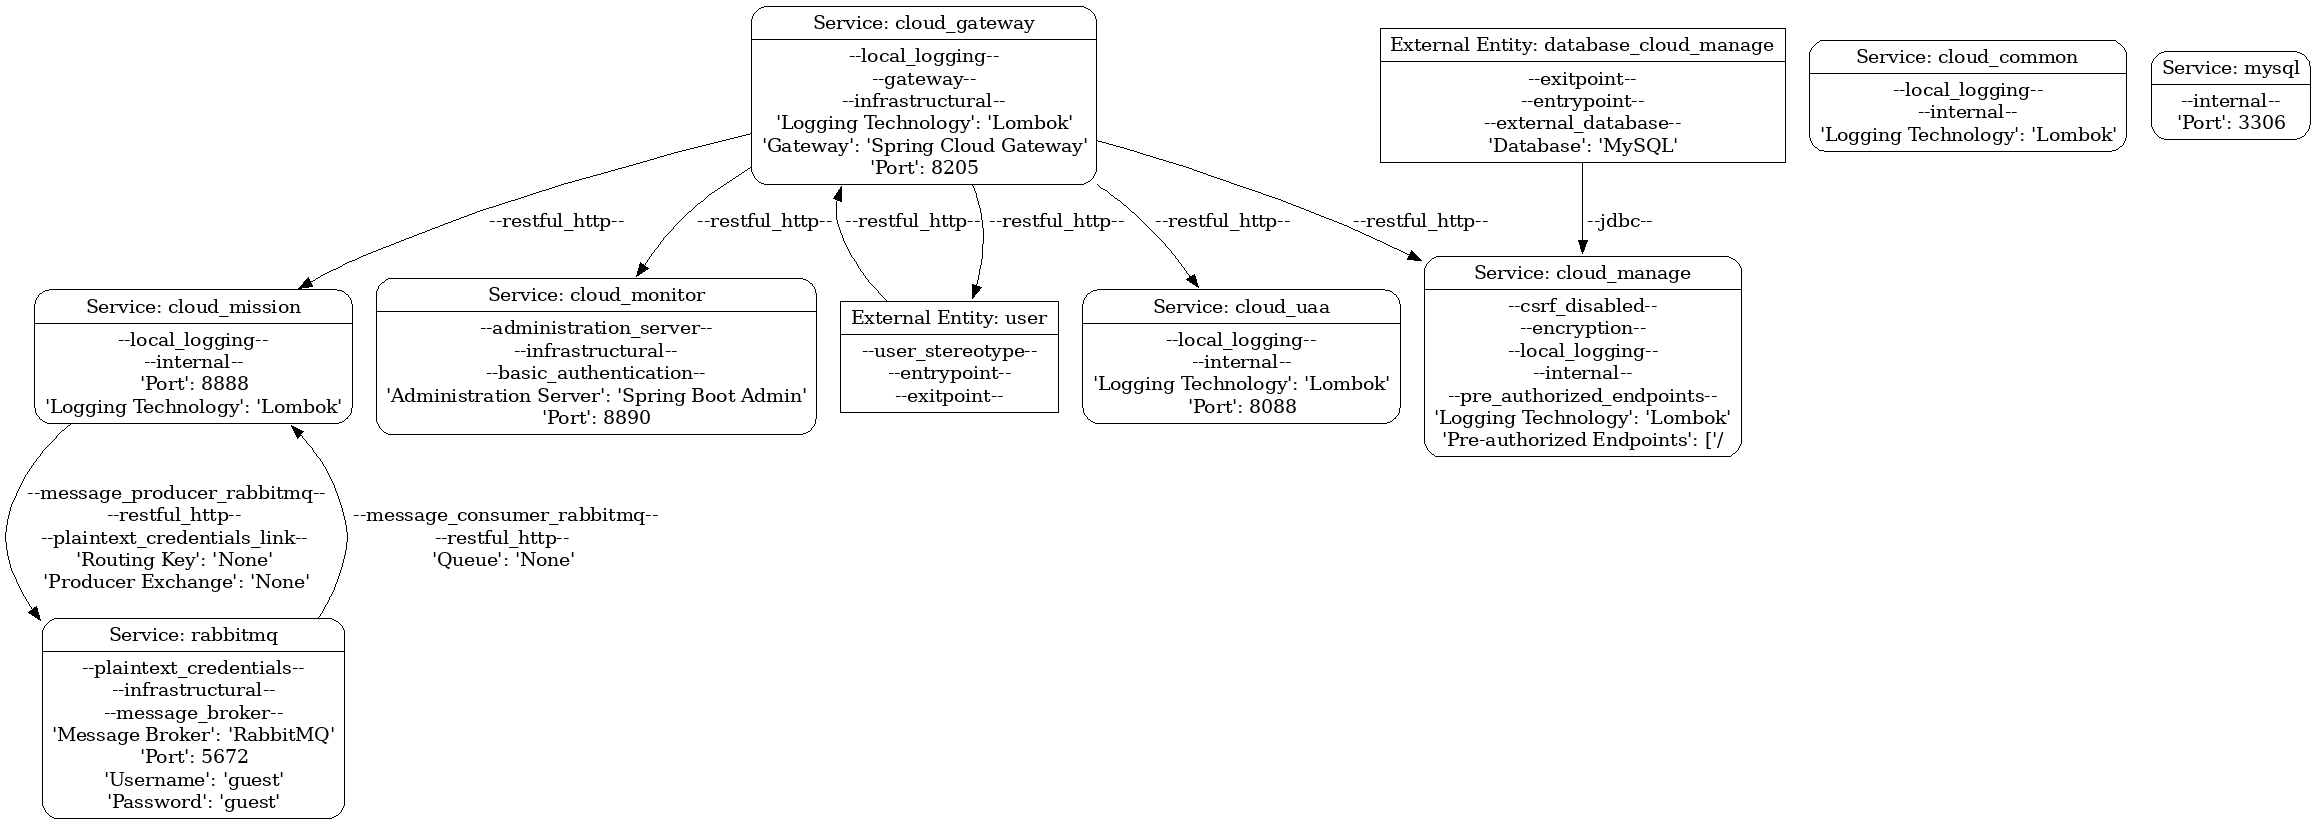 Service: cloud_gateway
--local_logging--
--gateway--
--infrastructural--
'Logging Technology': 'Lombok'
'Gateway': 'Spring Cloud Gateway'
'Port': 8205
External Entity: database_cloud_manage
--exitpoint--
--entrypoint--
--external_database--
'Database': 'MySQL'
Service: cloud_common
--local_logging--
--internal--
'Logging Technology': 'Lombok'
Service: mysql
--internal--
'Port': 3306
--restful_http--
--restful_http--
--restful_http--
--restful_http--
--restful_http--
--restful_http--
--jdbc--
Service: cloud_mission
--local_logging--
--internal--
'Port': 8888
'Logging Technology': 'Lombok'
Service: cloud_monitor
--administration_server--
--infrastructural--
--basic_authentication--
'Administration Server': 'Spring Boot Admin'
'Port': 8890
External Entity: user
--user_stereotype--
--entrypoint--
--exitpoint--
Service: cloud_uaa
--local_logging--
--internal--
'Logging Technology': 'Lombok'
'Port': 8088
Service: cloud_manage
--csrf_disabled--
--encryption--
--local_logging--
--internal--
--pre_authorized_endpoints--
'Logging Technology': 'Lombok'
'Pre-authorized Endpoints': ['/
--message_producer_rabbitmq--
--restful_http--
--plaintext_credentials_link--
'Routing Key': 'None'
'Producer Exchange': 'None'
--message_consumer_rabbitmq--
--restful_http--
'Queue': 'None'
Service: rabbitmq
--plaintext_credentials--
--infrastructural--
--message_broker--
'Message Broker': 'RabbitMQ'
'Port': 5672
'Username': 'guest'
'Password': 'guest'